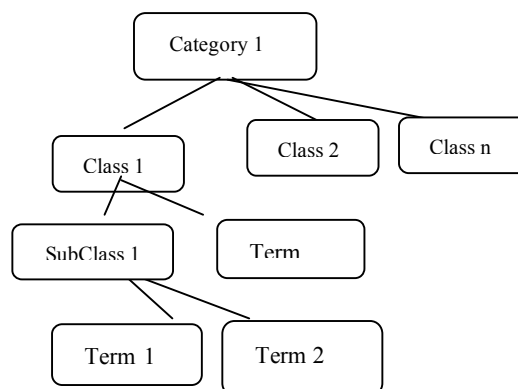 Category 1
Class 1
Class 2
Class n
SubClass 1
Term
Term 1
Term 2